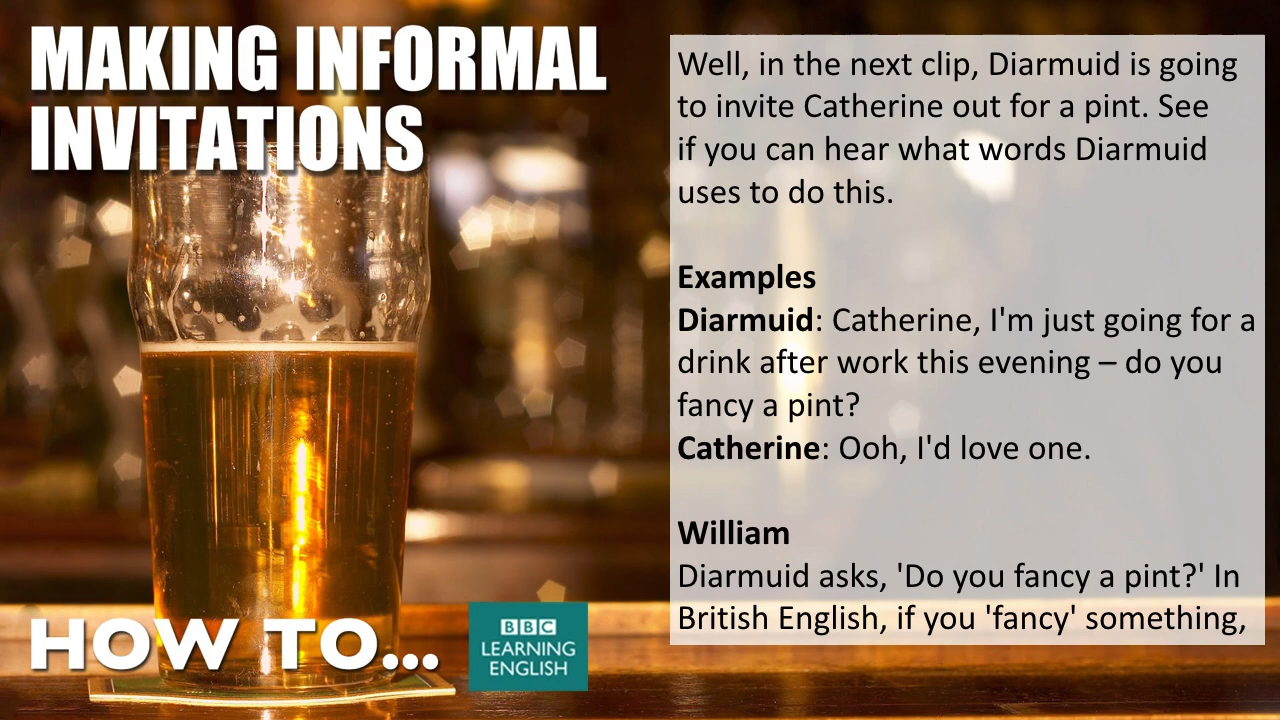 MAKING INFORMAL
INVITATIONS
Well, in the next clip, Diarmuid is going
to invite Catherine out for a pint. See
if you can hear what words Diarmuid
uses to do this.
Examples
Diarmuid: Catherine, I'm just going for a
drink after work this evening – do you
fancy a pint?
Catherine: Ooh, I'd love one.
William
Diarmuid asks, 'Do you fancy a pint?' In
British English, if you 'fancy' something,
HOW TO...
BBC
LEARNING
ENGLISH